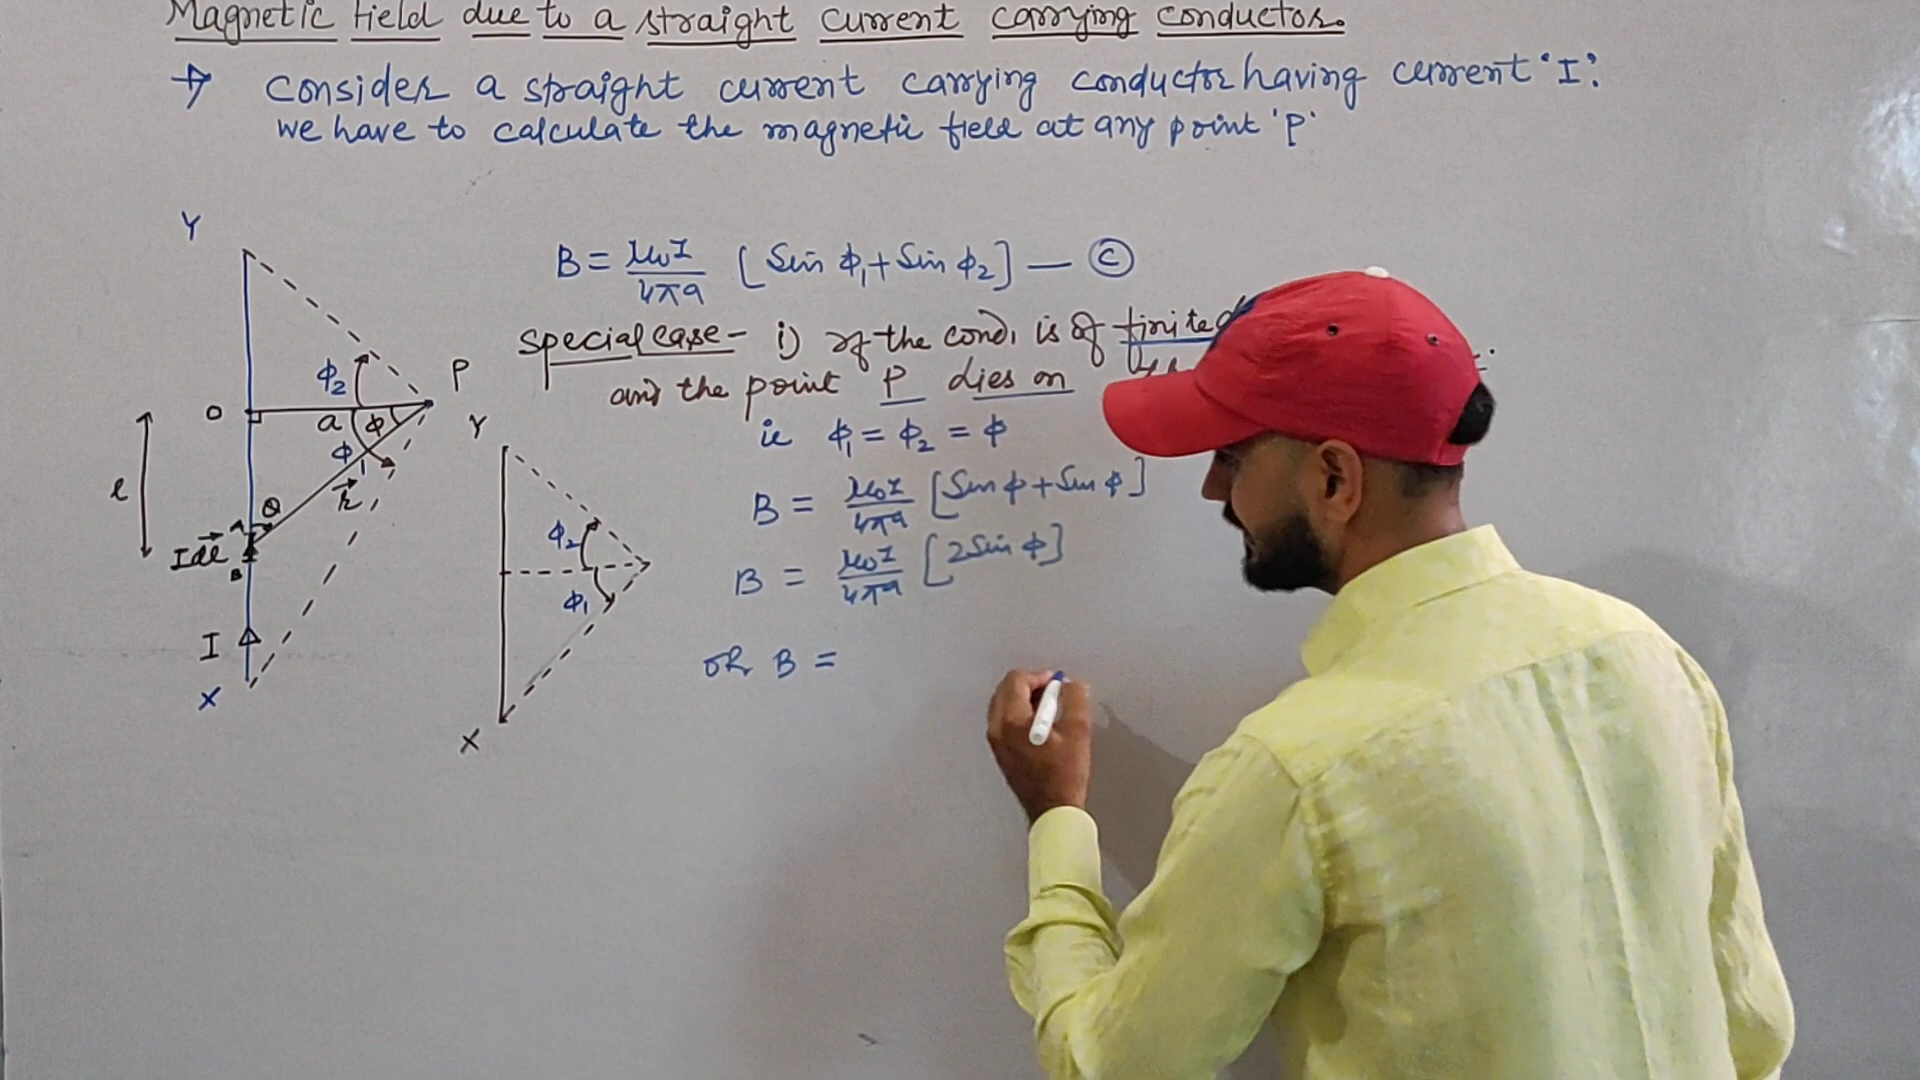 Magnetic field due to a straight current carrying conductor.
→ Consider a straight current carrying conductor having current 'I'.
we have to calculate the magnetic field at any point 'P'
Y
B = μ₀I/4πa [Sin ϕ₁ + Sin ϕ₂] — Ⓒ
Special case - i) If the cond. is of finite
and the point P lies on
ie ϕ₁ = ϕ₂ = ϕ
B = μ₀I/4πa [Sin ϕ + Sin ϕ]
B = μ₀I/4πa [2 Sin ϕ]
OR B =
ϕ₂
P
O
a
ϕ
ϕ₁
l
r
θ
A
Idl
B
I
X
Y
ϕ₂
ϕ₁
X